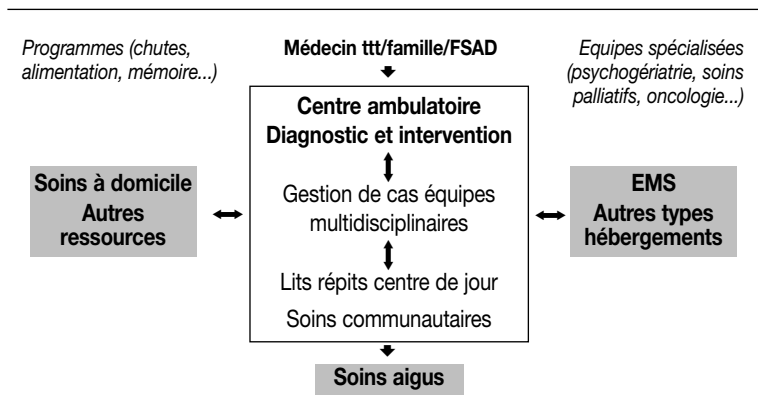 Programmes (chutes,
alimentation, mémoire...)
Médecin ttt/famille/FSAD
Equipes spécialisées
(psychogériatrie, soins
palliatifs, oncologie...)
Centre ambulatoire
Diagnostic et intervention
Soins à domicile
Autres
ressources
Gestion de cas équipes
multidisciplinaires
EMS
Autres types
hébergements
Lits répits centre de jour
Soins communautaires
Soins aigus